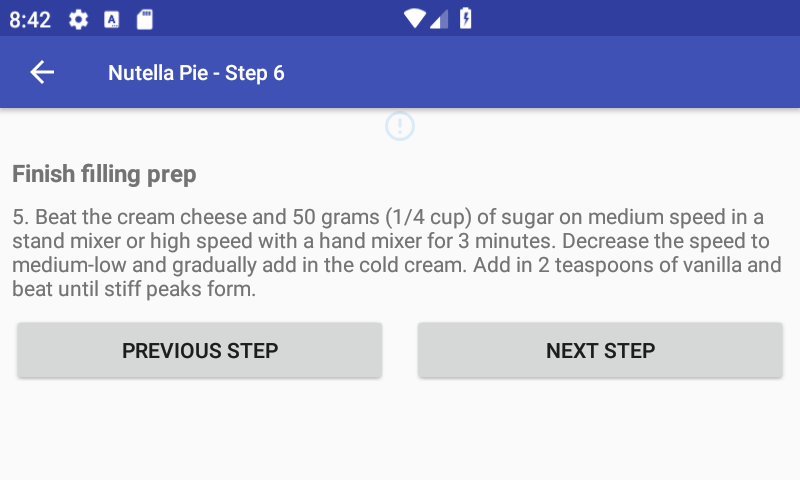 8:42
Nutella Pie - Step 6
Finish filling prep
5. Beat the cream cheese and 50 grams (1/4 cup) of sugar on medium speed in a
stand mixer or high speed with a hand mixer for 3 minutes. Decrease the speed to
medium-low and gradually add in the cold cream. Add in 2 teaspoons of vanilla and
beat until stiff peaks form.
PREVIOUS STEP
NEXT STEP